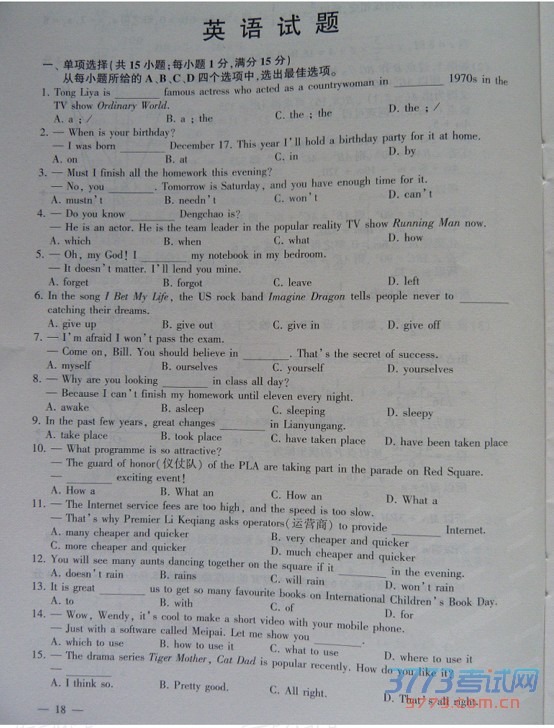 英 语 试 题
一、单项选择(共 15 小题;每小题 1 分,满分 15 分)
从每小题所给的 A、B、C、D 四个选项中,选出最佳选项。
1. Tong Liya is ________ famous actress who acted as a countrywoman in ________ 1970s in the
TV show Ordinary World.
A. a ; / B. a ; the C. the ; the D. the ; /
2. — When is your birthday?
— I was born ________ December 17. This year I'll hold a birthday party for it at home.
A. on B. at C. in D. by
3. — Must I finish all the homework this evening?
— No, you ________. Tomorrow is Saturday, and you have enough time for it.
A. mustn't B. needn't C. won't D. can't
4. — Do you know ________ Dengchao is?
— He is an actor. He is the team leader in the popular reality TV show Running Man now.
A. which B. when C. what D. how
5. — Oh, my God! I ________ my notebook in my bedroom.
— It doesn't matter. I'll lend you mine.
A. forget B. forgot C. leave D. left
6. In the song I Bet My Life, the US rock band Imagine Dragon tells people never to ________
catching their dreams.
A. give up B. give out C. give in D. give off
7. — I'm afraid I won't pass the exam.
— Come on, Bill. You should believe in ________. That's the secret of success.
A. myself B. ourselves C. yourself D. yourselves
8. — Why are you looking ________ in class all day?
— Because I can't finish my homework until eleven every night.
A. awake B. asleep C. sleeping D. sleepy
9. In the past few years, great changes ________ in Lianyungang.
A. take place B. took place C. have taken place D. have been taken place
10. — What programme is so attractive?
— The guard of honor(仪仗队) of the PLA are taking part in the parade on Red Square.
— ________ exciting event!
A. How a B. What an C. How an D. What a
11. — The Internet service fees are too high, and the speed is too slow.
— That's why Premier Li Keqiang asks operators(运营商) to provide ________ Internet.
A. many cheaper and quicker B. very cheaper and quicker
C. more cheaper and quicker D. much cheaper and quicker
12. You will see many aunts dancing together on the square if it ________ in the evening.
A. doesn't rain B. rains C. will rain D. won't rain
13. It is great ________ us to get so many favourite books on International Children's Book Day.
A. to B. with C. of D. for
14. — Wow, Wendy, it's cool to make a short video with your mobile phone.
— Just with a software called Meipai. Let me show you ________.
A. which to use B. how to use it C. what to use D. where to use it
15. — The drama series Tiger Mother, Cat Dad is popular recently. How do you like it?
— ________
A. I think so. B. Pretty good. C. All right. D. That's all right.
— 18 —
3773考试网
3773.com.cn